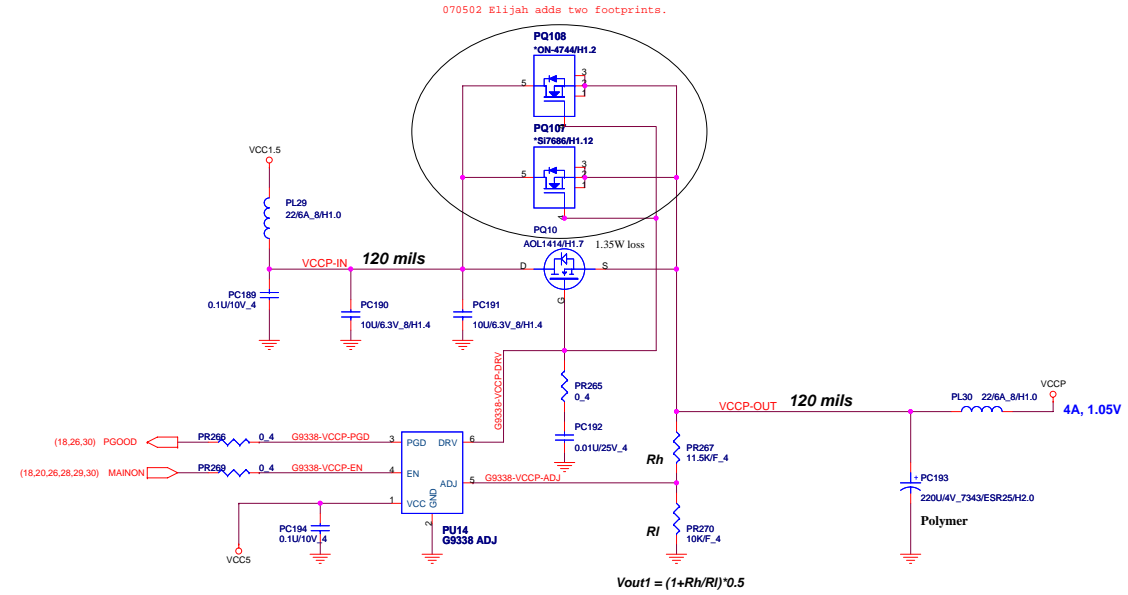 070502 Elijah adds two footprints.
PQ108
*ON-4744/H1.2
5
3
2
1
PQ107
*Si7686/H1.12
5
3
2
1
4
PQ10
AOL1414/H1.7
1.35W loss
D
S
G
VCC1.5
PL29
22/6A_8/H1.0
VCCP-IN
120 mils
PC189
0.1U/10V_4
PC190
10U/6.3V_8/H1.4
PC191
10U/6.3V_8/H1.4
G9338-VCCP-DRV
PR265
0_4
PC192
0.01U/25V_4
VCCP-OUT
120 mils
PL30
22/6A_8/H1.0
VCCP
4A, 1.05V
(18,26,30)
PGOOD
PR266
0_4
G9338-VCCP-PGD
3
PGD
DRV
6
(18,20,26,28,29,30)
MAINON
PR269
0_4
G9338-VCCP-EN
4
EN
ADJ
5
G9338-VCCP-ADJ
1
VCC
GND
2
PU14
G9338 ADJ
PC194
0.1U/10V_4
VCC5
Rh
PR267
11.5K/F_4
Rl
PR270
10K/F_4
+
PC193
220U/4V_7343/ESR25/H2.0
Polymer
Vout1 = (1+Rh/Rl)*0.5